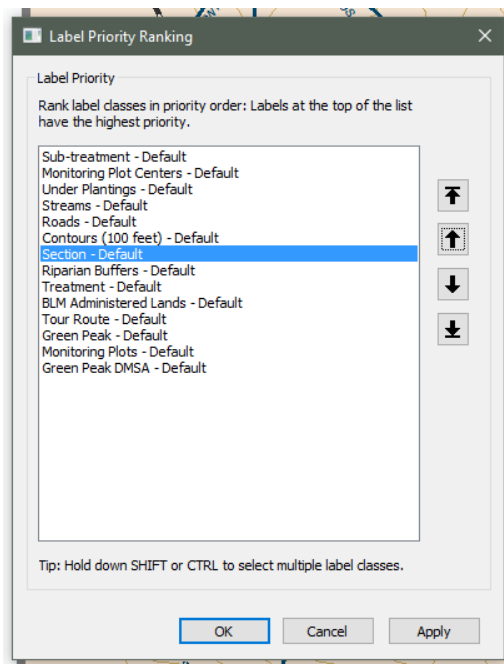 Label Priority Ranking
Label Priority
Rank label classes in priority order: Labels at the top of the list
have the highest priority.
Sub-treatment - Default
Monitoring Plot Centers - Default
Under Plantings - Default
Streams - Default
Roads - Default
Contours (100 feet) - Default
Section - Default
Riparian Buffers - Default
Treatment - Default
BLM Administered Lands - Default
Tour Route - Default
Green Peak - Default
Monitoring Plots - Default
Green Peak DMSA - Default
Tip: Hold down SHIFT or CTRL to select multiple label classes.
OK
Cancel
Apply